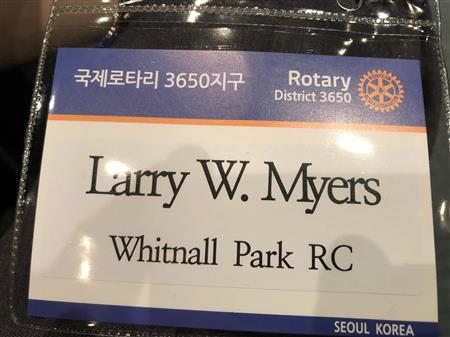 국제로타리 3650지구
Rotary
District 3650
Larry W. Myers
Whitnall Park RC
SEOUL KOREA